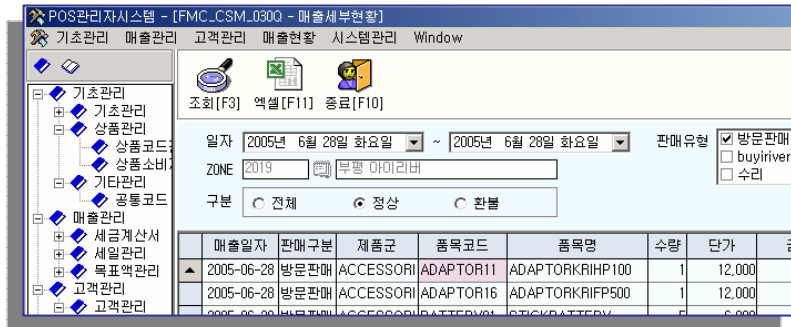 POS관리자시스템 - [FMC_CSM_030Q - 매출세부현황]
기초관리 매출관리 고객관리 매출현황 시스템관리 Window
조회[F3] 엑셀[F11] 종료[F10]
기초관리
기초관리
상품관리
상품코드
상품소비
기타관리
공통코드
매출관리
세금계산서
세일관리
목표액관리
고객관리
고객관리
일자 2005년 6월 28일 화요일 ~ 2005년 6월 28일 화요일 판매유형 방문판매
buyiriver
수리
ZONE 2019 부평 아이리버
구분 전체 정상 환불
매출일자 판매구분 제품군 품목코드 품목명 수량 단가
2005-06-28 방문판매 ACCESSORI ADAPTOR11 ADAPTORKRIHP100 1 12,000
2005-06-28 방문판매 ACCESSORI ADAPTOR16 ADAPTORKRIFP500 1 12,000